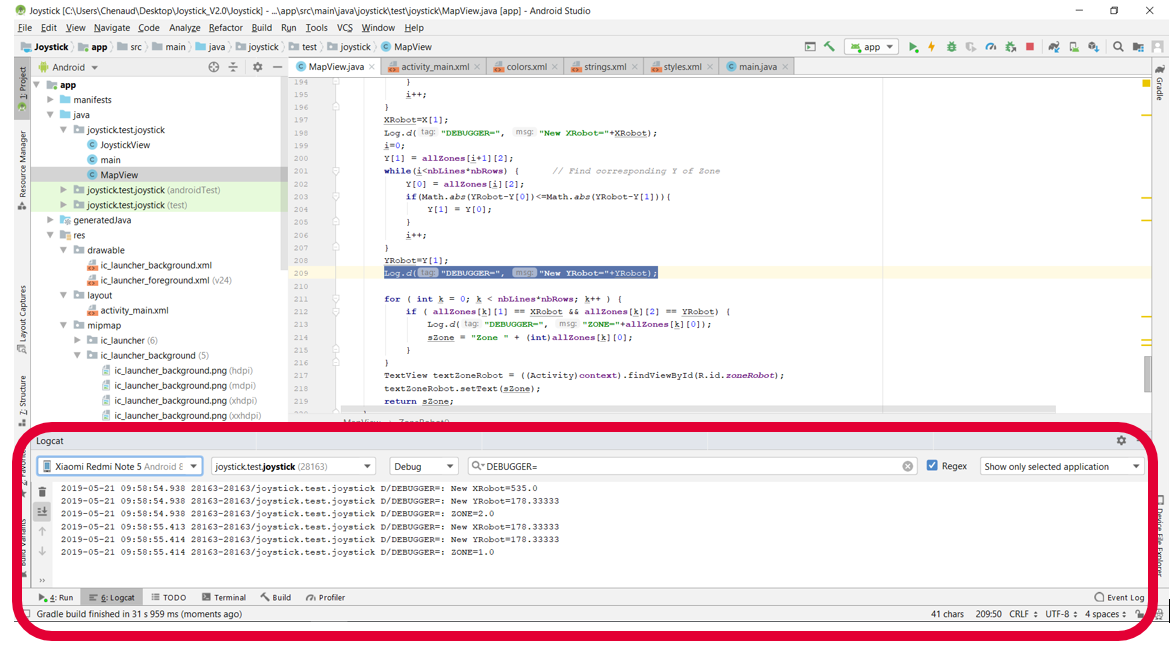 Joystick [C:\Users\Chenaud\Desktop\Joystick_V2.0\Joystick] - ...\app\src\main\java\joystick\test\joystick\MapView.java [app] - Android Studio
File Edit View Navigate Code Analyze Refactor Build Run Tools VCS Window Help
Joystick app src main java joystick test joystick MapView app
Android
MapView.java activity_main.xml colors.xml strings.xml styles.xml main.java
1: Project
Resource Manager
Layout Captures
7: Structure
Gradle
app
manifests
java
joystick.test.joystick
JoystickView
main
MapView
joystick.test.joystick (androidTest)
joystick.test.joystick (test)
generatedJava
res
drawable
ic_launcher_background.xml
ic_launcher_foreground.xml (v24)
layout
activity_main.xml
mipmap
ic_launcher (6)
ic_launcher_background (5)
ic_launcher_background.png (hdpi)
ic_launcher_background.png (mdpi)
ic_launcher_background.png (xhdpi)
ic_launcher_background.png (xxhdpi)
194 }
195 i++;
196 }
197 XRobot=X[1];
198 Log.d( tag: "DEBUGGER=", msg: "New XRobot="+XRobot);
199 i=0;
200 Y[1] = allZones[i+1][2];
201 while(i<nbLines*nbRows) { // Find corresponding Y of Zone
202 Y[0] = allZones[i][2];
203 if(Math.abs(YRobot-Y[0])<=Math.abs(YRobot-Y[1])){
204 Y[1] = Y[0];
205 }
206 i++;
207 }
208 YRobot=Y[1];
209 Log.d( tag: "DEBUGGER=", msg: "New YRobot="+YRobot);
210
211 for ( int k = 0; k < nbLines*nbRows; k++ ) {
212 if ( allZones[k][1] == XRobot && allZones[k][2] == YRobot) {
213 Log.d( tag: "DEBUGGER=", msg: "ZONE="+allZones[k][0]);
214 sZone = "Zone " + (int)allZones[k][0];
215 }
216 }
217 TextView textZoneRobot = ((Activity)context).findViewById(R.id.zoneRobot);
218 textZoneRobot.setText(sZone);
219 return sZone;
Logcat
Xiaomi Redmi Note 5 Android 8 joystick.test.joystick (28163) Debug DEBUGGER= Regex Show only selected application
2019-05-21 09:58:54.938 28163-28163/joystick.test.joystick D/DEBUGGER=: New XRobot=535.0
2019-05-21 09:58:54.938 28163-28163/joystick.test.joystick D/DEBUGGER=: New YRobot=178.33333
2019-05-21 09:58:54.938 28163-28163/joystick.test.joystick D/DEBUGGER=: ZONE=2.0
2019-05-21 09:58:55.413 28163-28163/joystick.test.joystick D/DEBUGGER=: New XRobot=178.33333
2019-05-21 09:58:55.414 28163-28163/joystick.test.joystick D/DEBUGGER=: New YRobot=178.33333
2019-05-21 09:58:55.414 28163-28163/joystick.test.joystick D/DEBUGGER=: ZONE=1.0
4: Run 6: Logcat TODO Terminal Build Profiler Event Log
Gradle build finished in 31 s 959 ms (moments ago) 41 chars 209:50 CRLF UTF-8 4 spaces